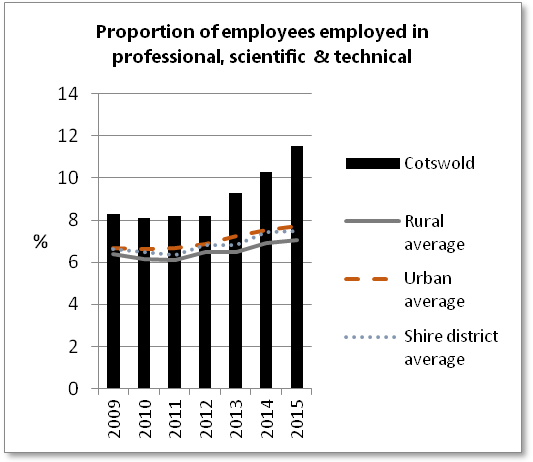 Proportion of employees employed in
professional, scientific & technical
14
12
10
8
6
4
2
0
%
2009
2010
2011
2012
2013
2014
2015
Cotswold
Rural
average
Urban
average
Shire district
average